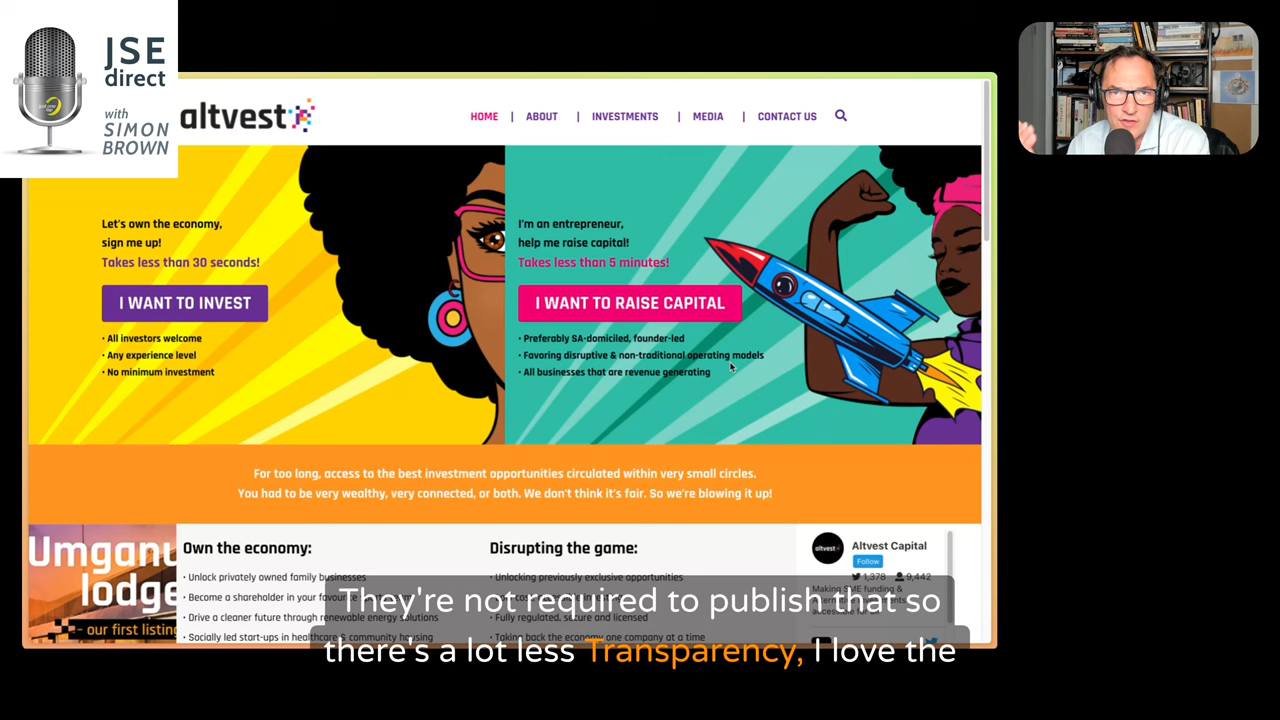 JSE
direct
with
SIMON
BROWN
altvest
HOME | ABOUT | INVESTMENTS | MEDIA | CONTACT US
Let's own the economy,
sign me up!
Takes less than 30 seconds!
I WANT TO INVEST
• All investors welcome
• Any experience level
• No minimum investment
I'm an entrepreneur,
help me raise capital!
Takes less than 5 minutes!
I WANT TO RAISE CAPITAL
• Preferably SA-domiciled, founder-led
• Favoring disruptive & non-traditional operating models
• All businesses that are revenue generating
For too long, access to the best investment opportunities circulated within very small circles.
You had to be very wealthy, very connected, or both. We don't think it's fair. So we're blowing it up!
Umganu
lodge
- our first listing
Own the economy:
• Unlock privately owned family businesses
• Become a shareholder in your favourite
• Drive a cleaner future through renewable energy solutions
• Socially led start-ups in healthcare & community housing
Disrupting the game:
• Unlocking previously exclusive opportunities
• Fully regulated, secure and licensed
• Taking back the economy one company at a time
altvest
Altvest Capital
Follow
1,378 9,442
Making SME funding &
They're not required to publish that so
there's a lot less Transparency, I love the